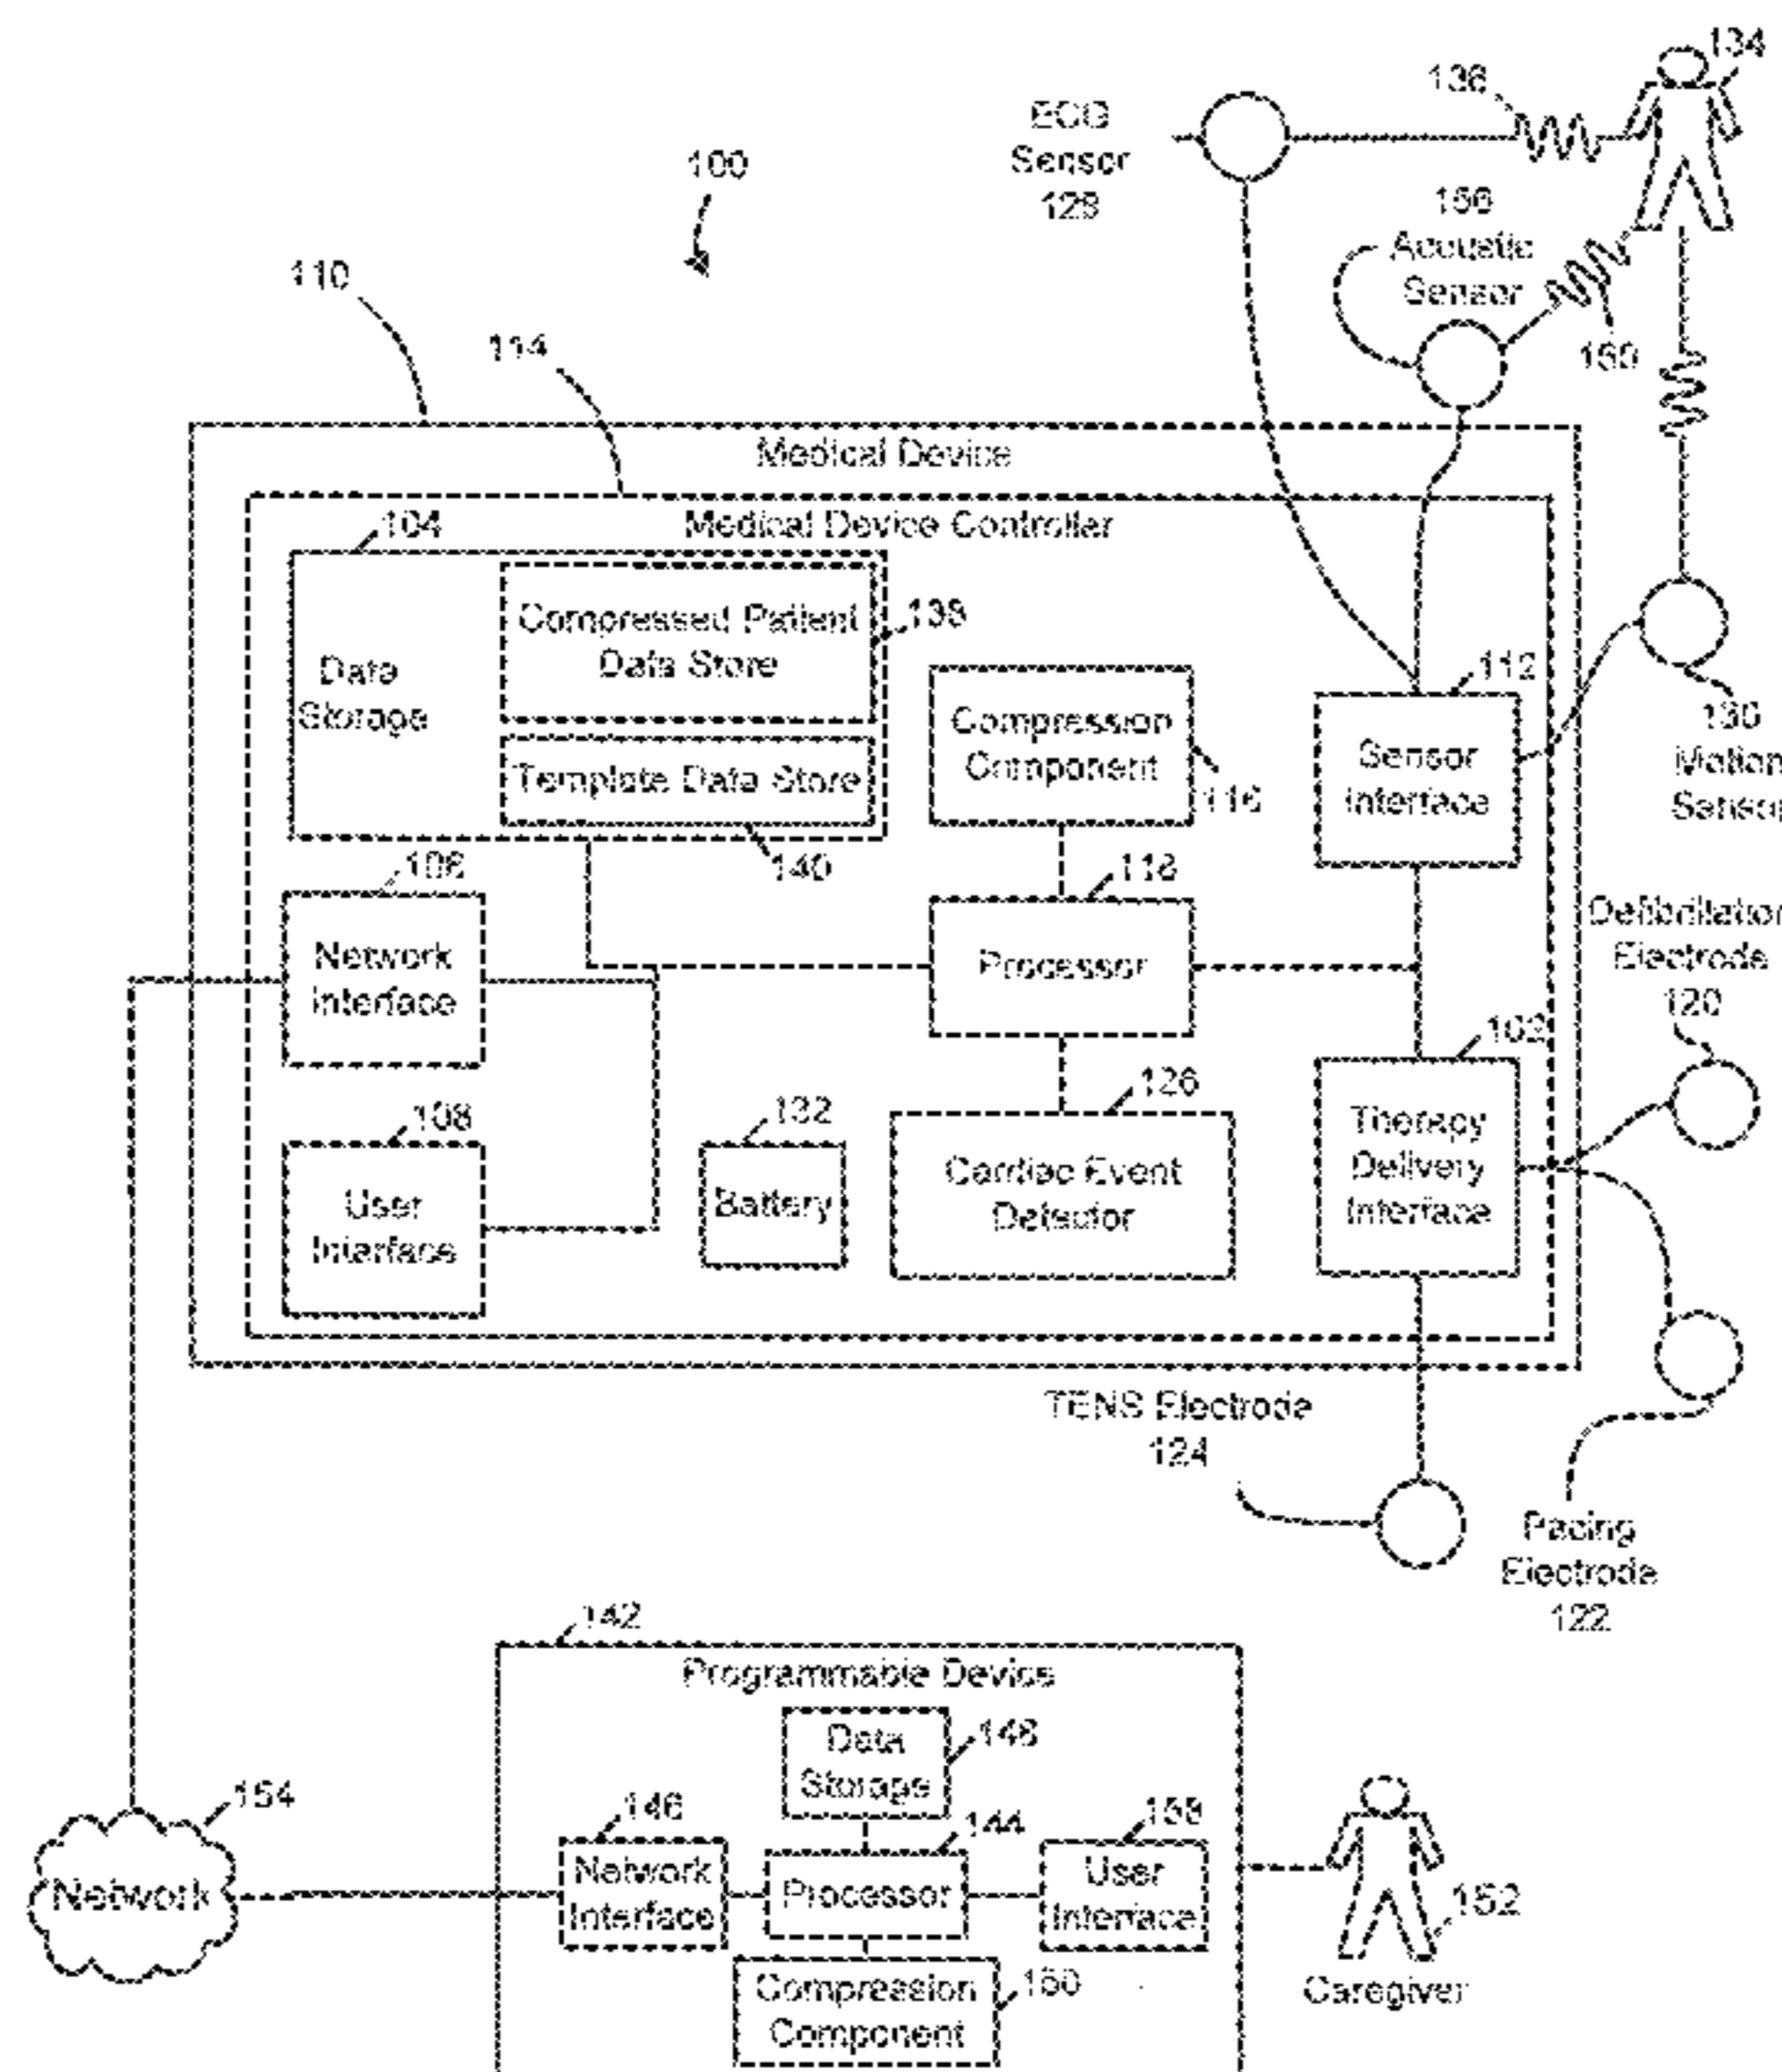 134
136
ECG
Sensor
128
100
Acoustic
Sensor
110
114
Medical Device
Medical Device Controller
104
Compressed Patient
Data Store
138
Data
Storage
112
Compression
Component
116
Sensor
Interface
130
Motion
Sensor
Template Data Store
140
106
118
Network
Interface
Processor
Defibrillation
Electrode
120
102
126
132
108
Therapy
Delivery
Interface
Cardiac Event
Detector
User
Interface
Battery
TENS Electrode
124
Pacing
Electrode
122
142
Programmable Device
Data
Storage
148
154
146
144
Network
Network
Interface
Processor
User
Interface
152
Compression
Component
Caregiver